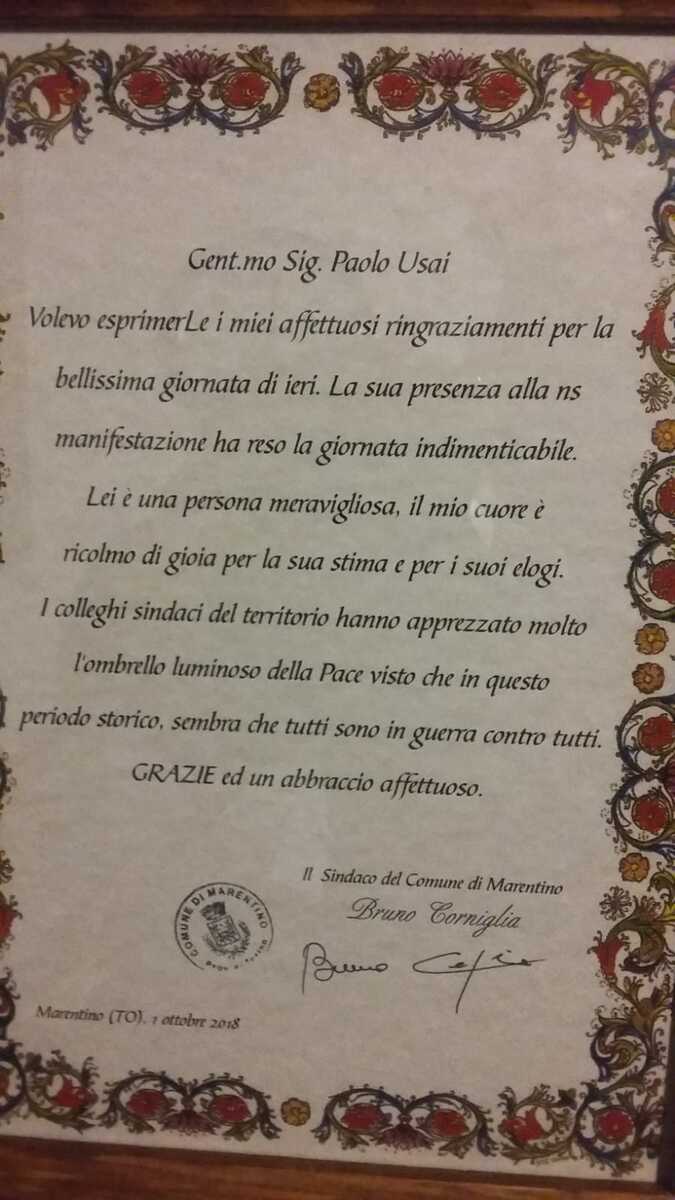 Gent.mo Sig. Paolo Usai
Volevo esprimerLe i miei affettuosi ringraziamenti per la
bellissima giornata di ieri. La sua presenza alla ns
manifestazione ha reso la giornata indimenticabile.
Lei è una persona meravigliosa, il mio cuore è
ricolmo di gioia per la sua stima e per i suoi elogi.
I colleghi sindaci del territorio hanno apprezzato molto
l'ombrello luminoso della Pace visto che in questo
periodo storico, sembra che tutti sono in guerra contro tutti.
GRAZIE ed un abbraccio affettuoso.
Il Sindaco del Comune di Marentino
Bruno Corniglia
COMUNE DI MARENTINO
Bruno
Marentino (TO), 1 ottobre 2018